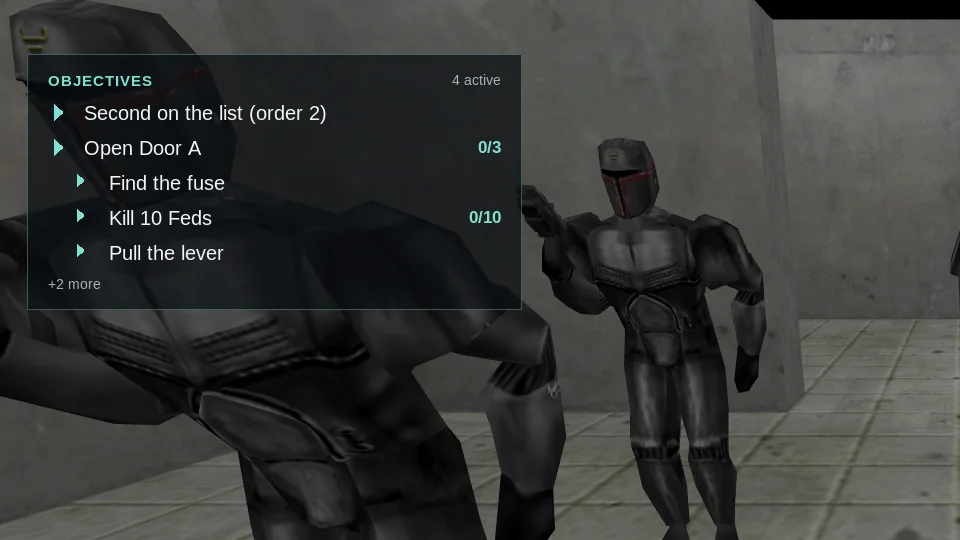 OBJECTIVES 4 active
Second on the list (order 2)
Open Door A 0/3
Find the fuse
Kill 10 Feds 0/10
Pull the lever
+2 more